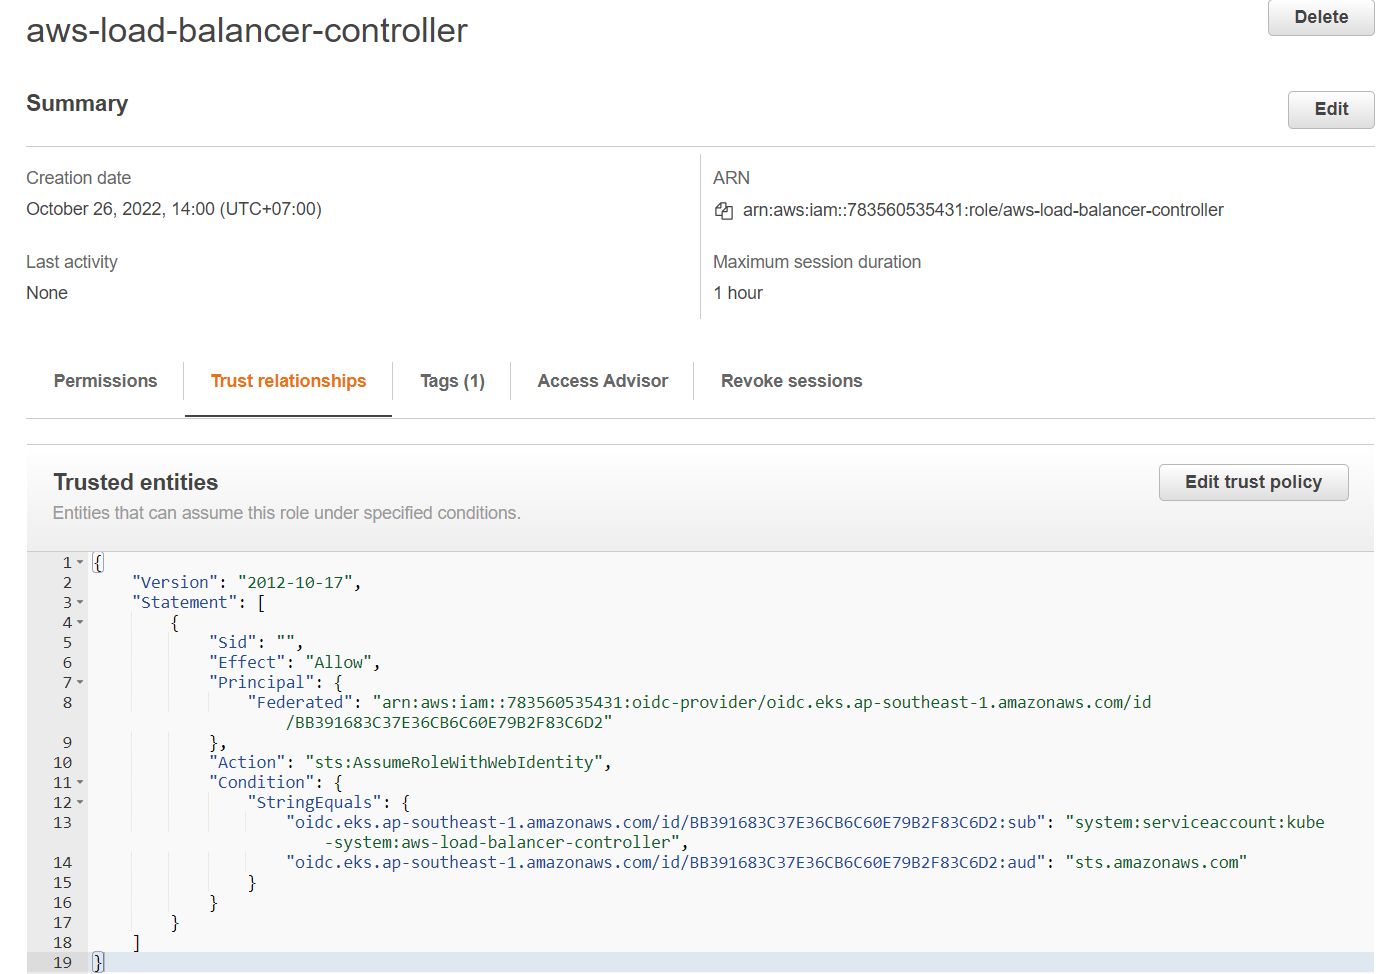 aws-load-balancer-controller
Delete
Summary
Edit
Creation date
October 26, 2022, 14:00 (UTC+07:00)
ARN
arn:aws:iam::783560535431:role/aws-load-balancer-controller
Last activity
None
Maximum session duration
1 hour
Permissions
Trust relationships
Tags (1)
Access Advisor
Revoke sessions
Trusted entities
Edit trust policy
Entities that can assume this role under specified conditions.
1 {
2     "Version": "2012-10-17",
3     "Statement": [
4         {
5             "Sid": "",
6             "Effect": "Allow",
7             "Principal": {
8                 "Federated": "arn:aws:iam::783560535431:oidc-provider/oidc.eks.ap-southeast-1.amazonaws.com/id
/BB391683C37E36CB6C60E79B2F83C6D2"
9             },
10             "Action": "sts:AssumeRoleWithWebIdentity",
11             "Condition": {
12                 "StringEquals": {
13                     "oidc.eks.ap-southeast-1.amazonaws.com/id/BB391683C37E36CB6C60E79B2F83C6D2:sub": "system:serviceaccount:kube
-system:aws-load-balancer-controller",
14                     "oidc.eks.ap-southeast-1.amazonaws.com/id/BB391683C37E36CB6C60E79B2F83C6D2:aud": "sts.amazonaws.com"
15                 }
16             }
17         }
18     ]
19 }